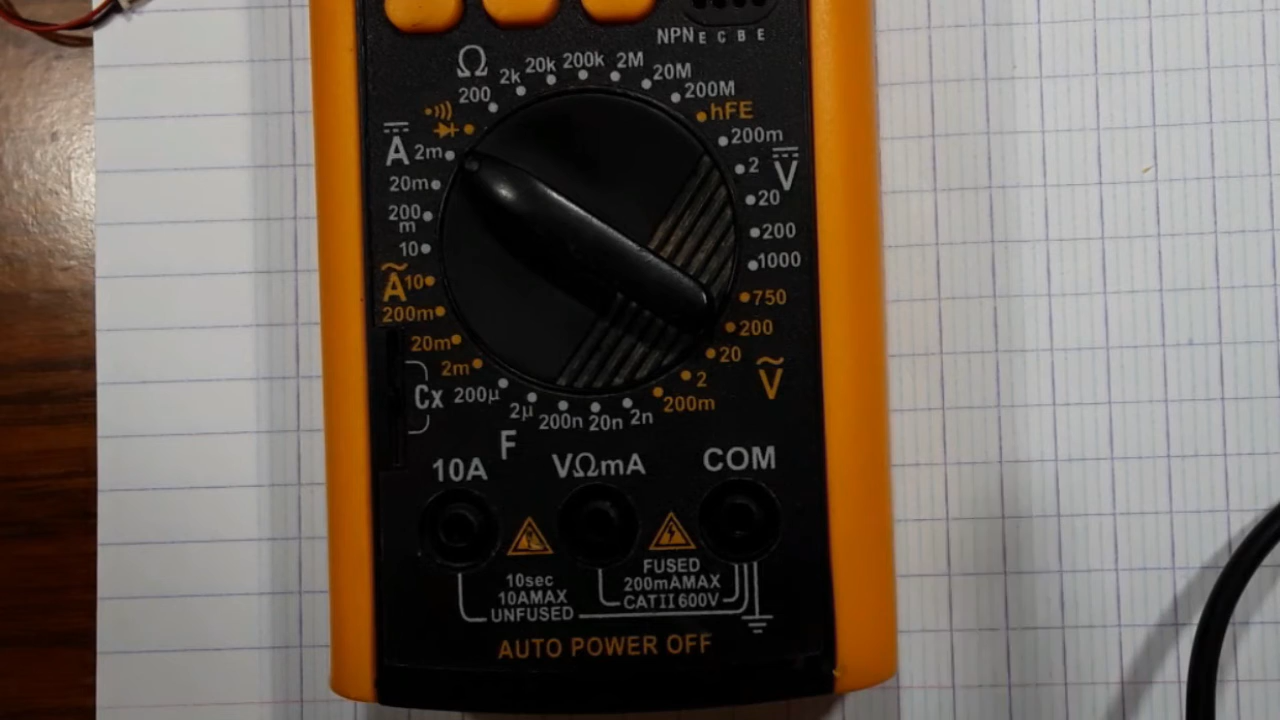 NPN E C B E
Ω
200
2k
20k
200k
2M
20M
200M
hFE
200m
2
20
200
1000
V
750
200
20
2
200m
V
2n
20n
200n
2µ
200µ
F
Cx
2m
20m
200m
10
A
10
200
m
20m
2m
A
10A VΩmA COM
10sec
10AMAX
UNFUSED
FUSED
200mAMAX
CATII 600V
AUTO POWER OFF